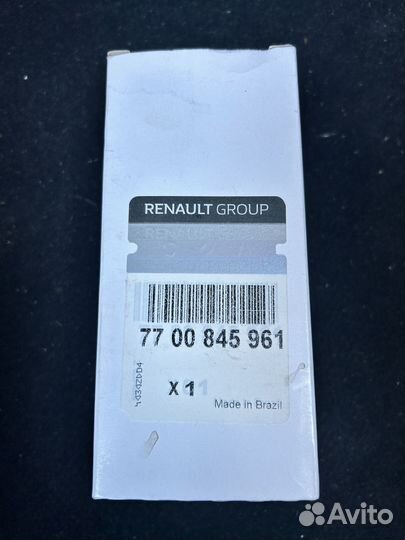 RENAULT GROUP
77 00 845 961
X 1
Made in Brazil
Avito